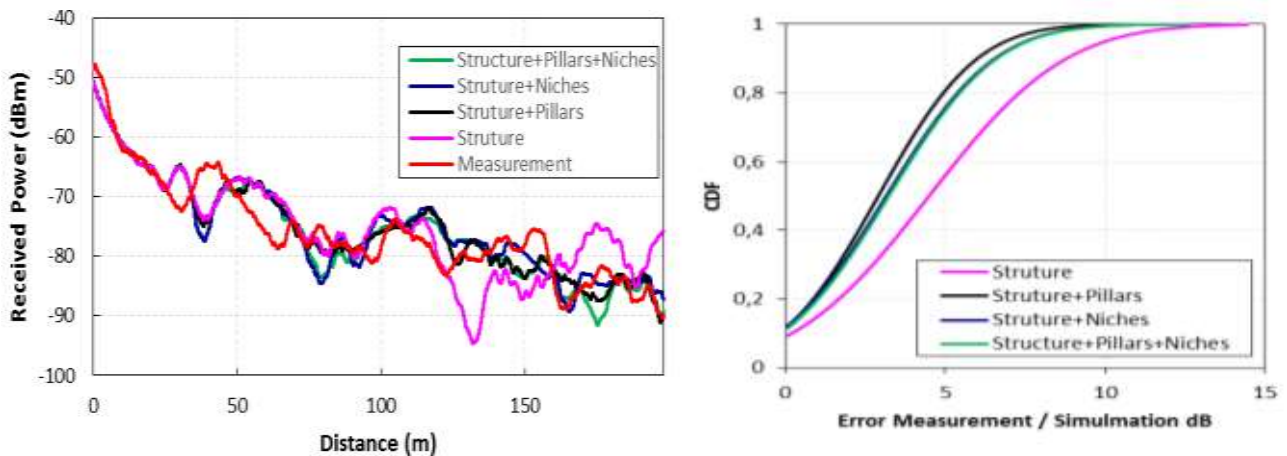 -40
-50
-60
-70
-80
-90
-100
Received Power (dBm)
Structure+Pillars+Niches
Struture+Niches
Struture+Pillars
Struture
Measurement
0
50
100
150
Distance (m)
1
0,8
0,6
0,4
0,2
0
CDF
Struture
Struture+Pillars
Struture+Niches
Structure+Pillars+Niches
0
5
10
15
Error Measurement / Simulmation dB